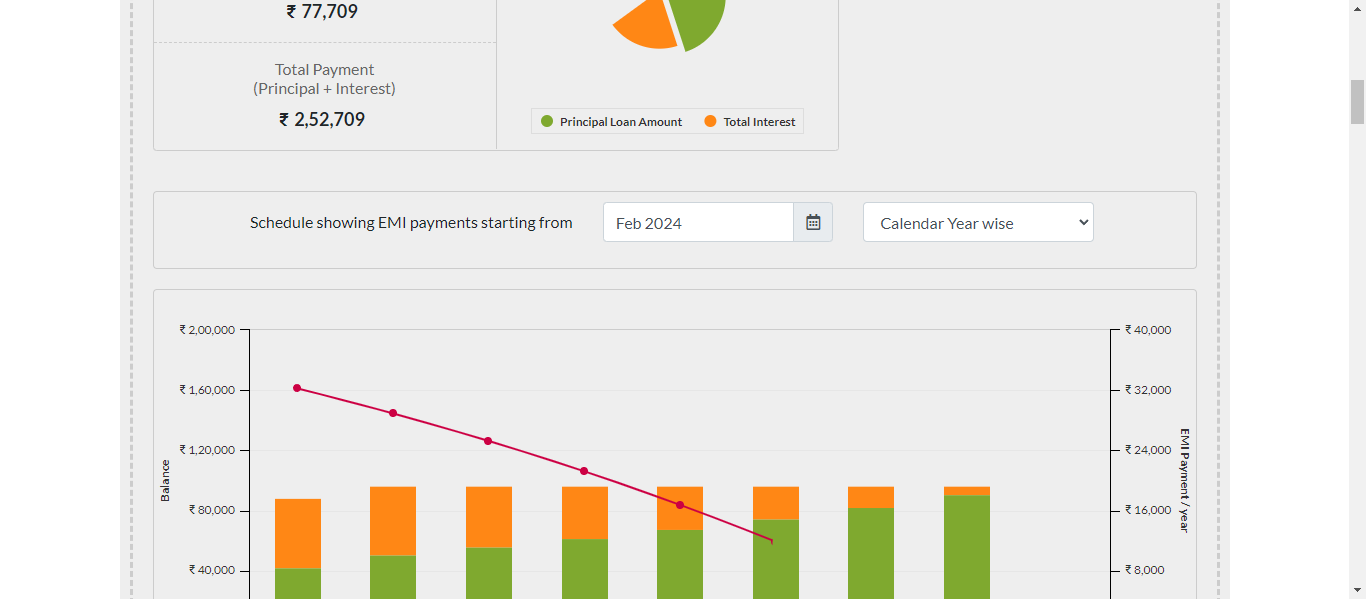 ₹ 77,709
Total Payment
(Principal + Interest)
₹ 2,52,709
Principal Loan Amount
Total Interest
Schedule showing EMI payments starting from
Feb 2024
Calendar Year wise
₹ 2,00,000
₹ 1,60,000
₹ 1,20,000
₹ 80,000
₹ 40,000
Balance
₹ 40,000
₹ 32,000
₹ 24,000
₹ 16,000
₹ 8,000
EMI Payment / year